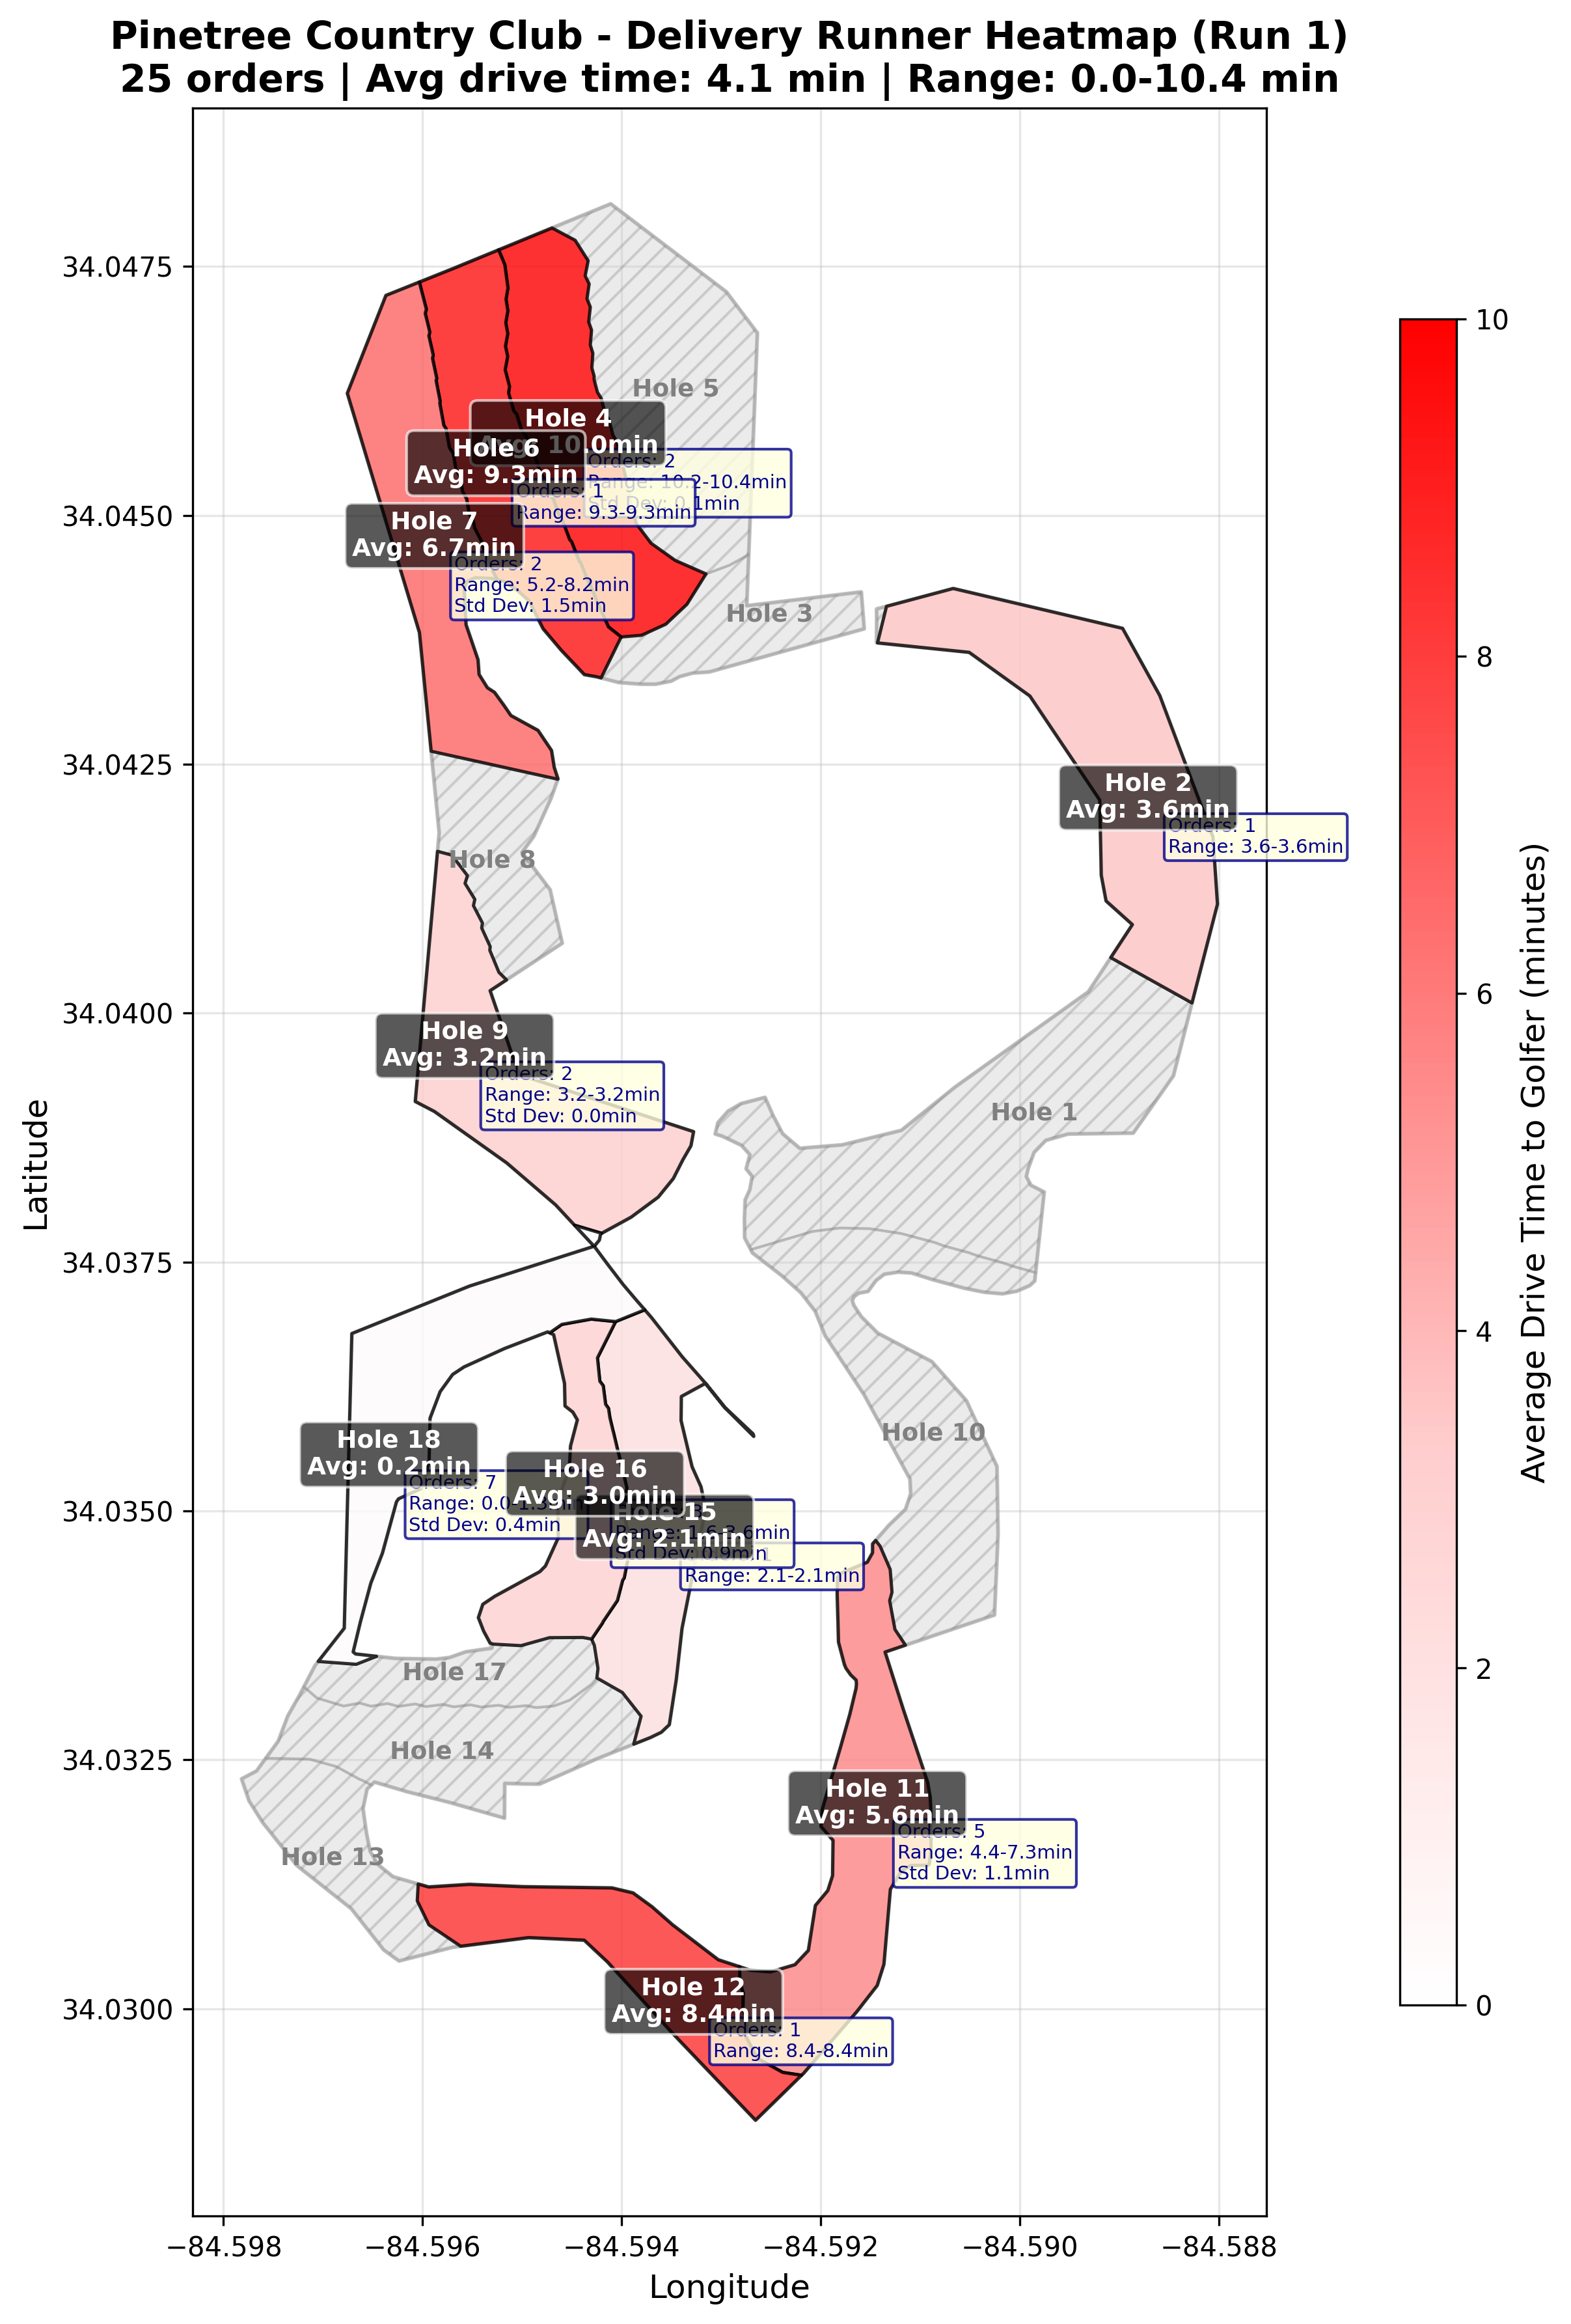 Pinetree Country Club - Delivery Runner Heatmap (Run 1)
25 orders | Avg drive time: 4.1 min | Range: 0.0-10.4 min
34.0475
34.0450
34.0425
34.0400
34.0375
34.0350
34.0325
34.0300
Latitude
−84.598
−84.596
−84.594
−84.592
−84.590
−84.588
Longitude
Hole 5
Hole 4
Avg: 10.0min
Orders: 2
Range: 10.2-10.4min
Std Dev: 0.1min
Hole 6
Avg: 9.3min
Orders: 1
Range: 9.3-9.3min
Hole 7
Avg: 6.7min
Orders: 2
Range: 5.2-8.2min
Std Dev: 1.5min
Hole 3
Hole 2
Avg: 3.6min
Orders: 1
Range: 3.6-3.6min
Hole 8
Hole 9
Avg: 3.2min
Orders: 2
Range: 3.2-3.2min
Std Dev: 0.0min
Hole 1
Hole 10
Hole 18
Avg: 0.2min
Orders: 7
Range:
Std Dev: 0.4min
Hole 16
Avg: 3.0min
Range: 1.6-3.6min
Std Dev: 0.9min
Hole 15
Avg: 2.1min
Range: 2.1-2.1min
Hole 17
Hole 14
Hole 13
Hole 11
Avg: 5.6min
Orders: 5
Range: 4.4-7.3min
Std Dev: 1.1min
Hole 12
Avg: 8.4min
Orders: 1
Range: 8.4-8.4min
10
8
6
4
2
0
Average Drive Time to Golfer (minutes)